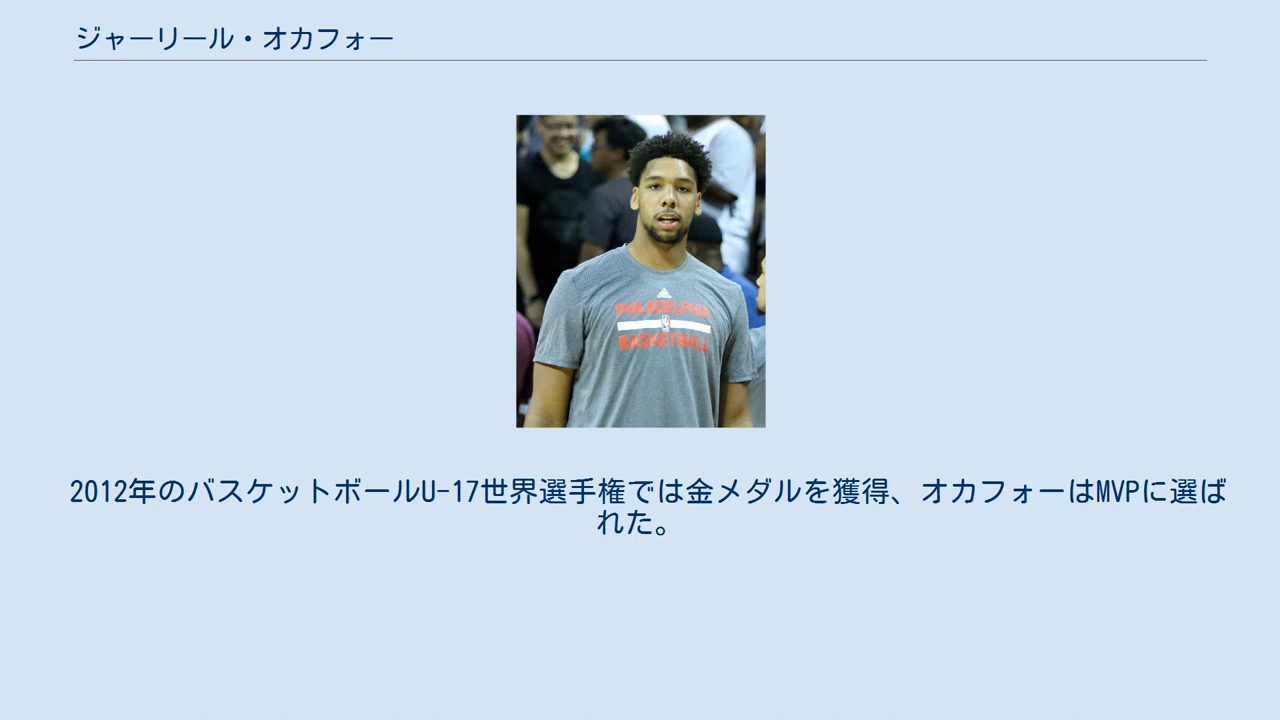 ジャーリール・オカフォー
PHILADELPHIA
BASKETBALL
2012年のバスケットボールU-17世界選手権では金メダルを獲得、オカフォーはMVPに選ば
れた。